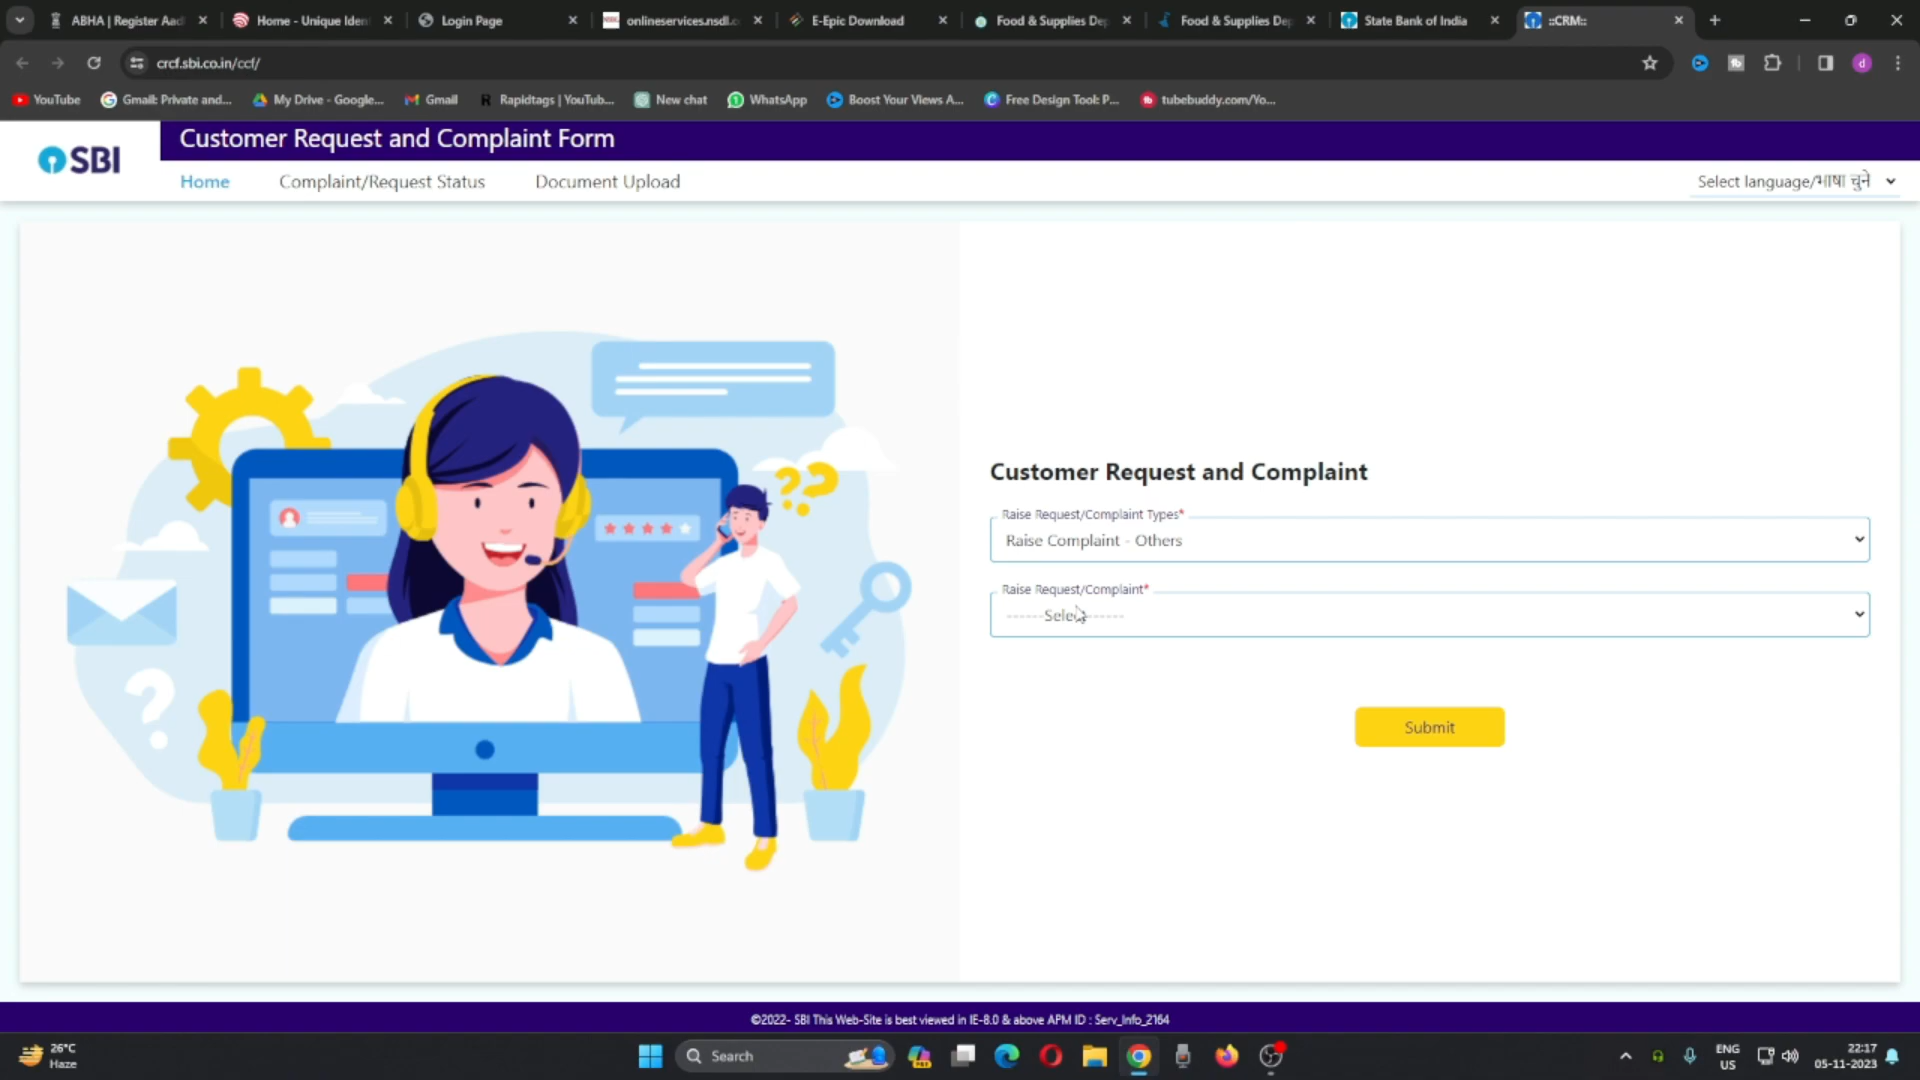 ABHA | Register Aad
Home - Unique Iden
Login Page
onlineservices.nsdl.c
E-Epic Download
Food & Supplies Dep
Food & Supplies Dep
State Bank of India
::CRM::
crcf.sbi.co.in/ccf/
d
YouTube
Gmail: Private and...
My Drive - Google...
Gmail
Rapidtags | YouTub...
New chat
WhatsApp
Boost Your Views A...
Free Design Tool: P...
tubebuddy.com/Yo...
SBI
Customer Request and Complaint Form
Home
Complaint/Request Status
Document Upload
Select language/भाषा चुने
Customer Request and Complaint
Raise Request/Complaint Types*
Raise Complaint - Others
Raise Request/Complaint*
------Select------
Submit
©2022- SBI This Web-Site is best viewed in IE-8.0 & above APM ID : Serv_Info_2164
26°C
Haze
Search
ENG
US
22:17
05-11-2023